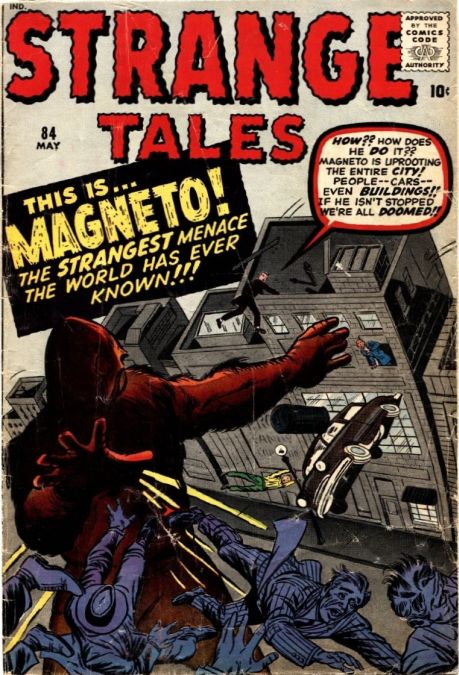 IND.
STRANGE
TALES
APPROVED
BY THE
COMICS
CODE
CA
AUTHORITY
10¢
84
MAY
THIS IS...
MAGNETO!
THE STRANGEST MENACE
THE WORLD HAS EVER
KNOWN!!!
HOW?? HOW DOES
HE DO IT??
MAGNETO IS UPROOTING
THE ENTIRE CITY!
PEOPLE--CARS--
EVEN BUILDINGS!!
IF HE ISN'T STOPPED
WE'RE ALL DOOMED!!